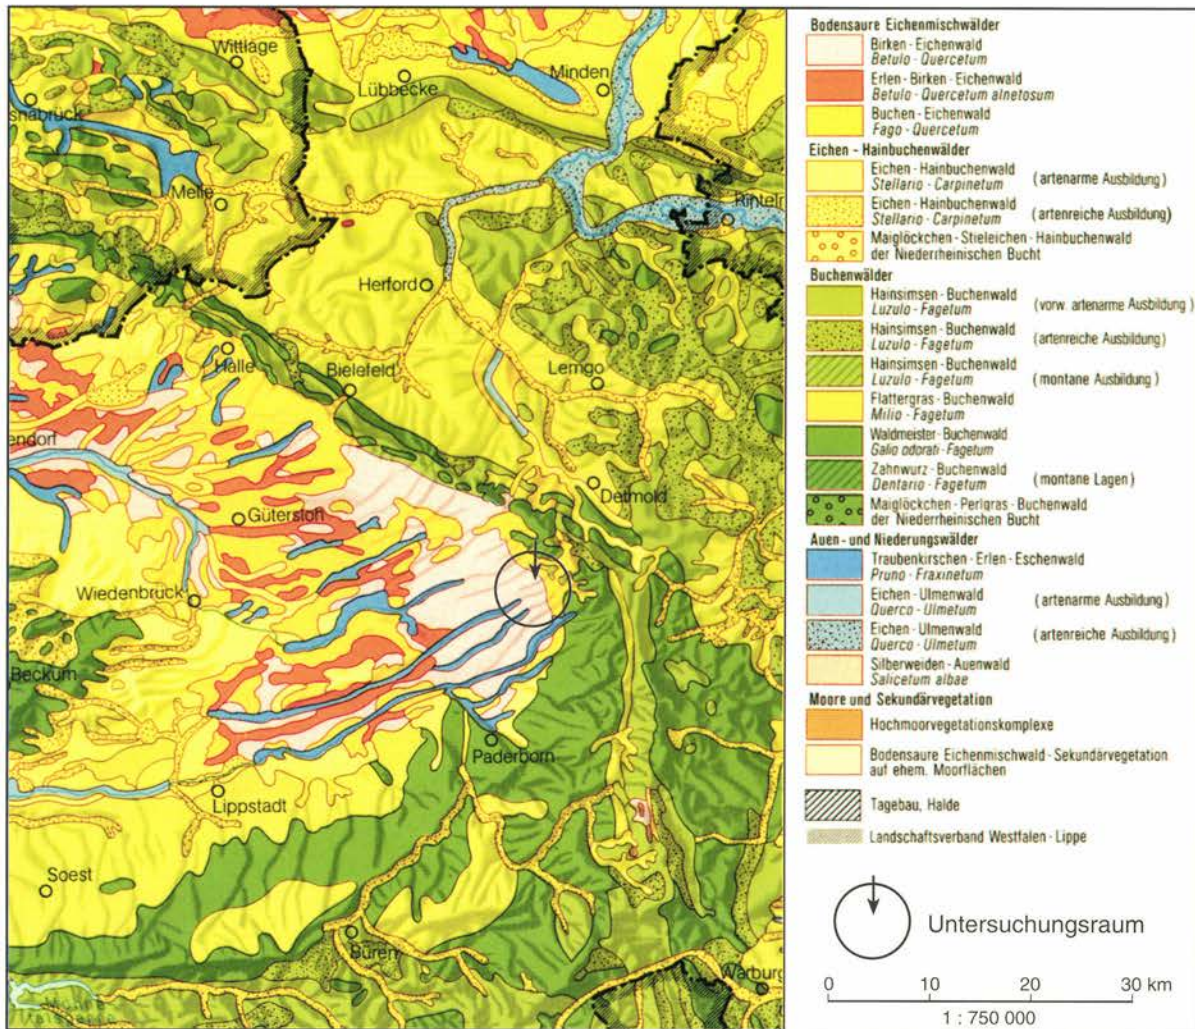 Wittlage
Minden
Lübbecke
snabrück
Melle
Rinteln
Herford
Halle
Bielefeld
Lemgo
endorf
Detmold
Gütersloh
Wiedenbrück
Beckum
Paderborn
Lippstadt
Soest
Büren
Warburg
Bodensaure Eichenmischwälder
Birken-Eichenwald
Betulo-Quercetum
Erlen-Birken-Eichenwald
Betulo-Quercetum alnetosum
Buchen-Eichenwald
Fago-Quercetum
Eichen-Hainbuchenwälder
Eichen-Hainbuchenwald
Stellario-Carpinetum (artenarme Ausbildung)
Eichen-Hainbuchenwald
Stellario-Carpinetum (artenreiche Ausbildung)
Maiglöckchen-Stieleichen-Hainbuchenwald
der Niederrheinischen Bucht
Buchenwälder
Hainsimsen-Buchenwald
Luzulo-Fagetum (vorw. artenarme Ausbildung)
Hainsimsen-Buchenwald
Luzulo-Fagetum (artenreiche Ausbildung)
Hainsimsen-Buchenwald
Luzulo-Fagetum (montane Ausbildung)
Flattergras-Buchenwald
Milio-Fagetum
Waldmeister-Buchenwald
Galio odorati-Fagetum
Zahnwurz-Buchenwald
Dentario-Fagetum (montane Lagen)
Maiglöckchen-Perlgras-Buchenwald
der Niederrheinischen Bucht
Auen-und Niederungswälder
Traubenkirschen-Erlen-Eschenwald
Pruno-Fraxinetum
Eichen-Ulmenwald
Querco-Ulmetum (artenarme Ausbildung)
Eichen-Ulmenwald
Querco-Ulmetum (artenreiche Ausbildung)
Silberweiden-Auenwald
Salicetum albae
Moore und Sekundärvegetation
Hochmoorvegetationskomplexe
Bodensaure Eichenmischwald-Sekundärvegetation
auf ehem. Moorflächen
Tagebau, Halde
Landschaftsverband Westfalen-Lippe
Untersuchungsraum
0 10 20 30 km
1 : 750 000